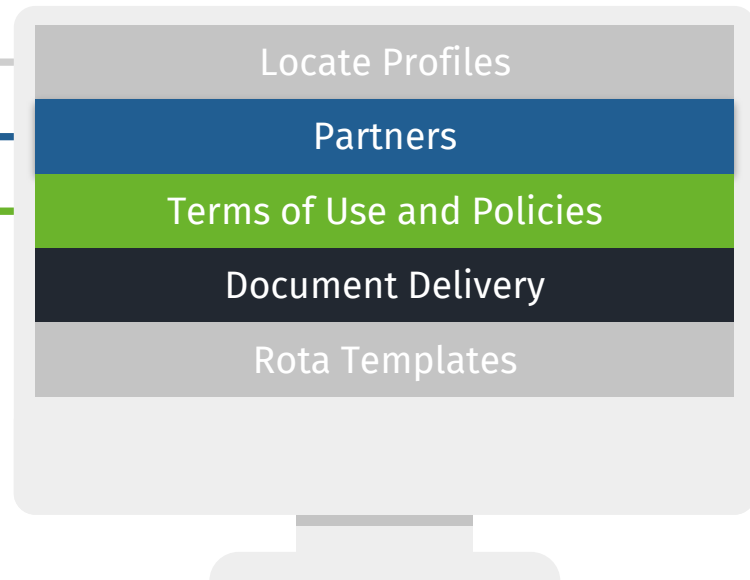 Locate Profiles
Partners
Terms of Use and Policies
Document Delivery
Rota Templates